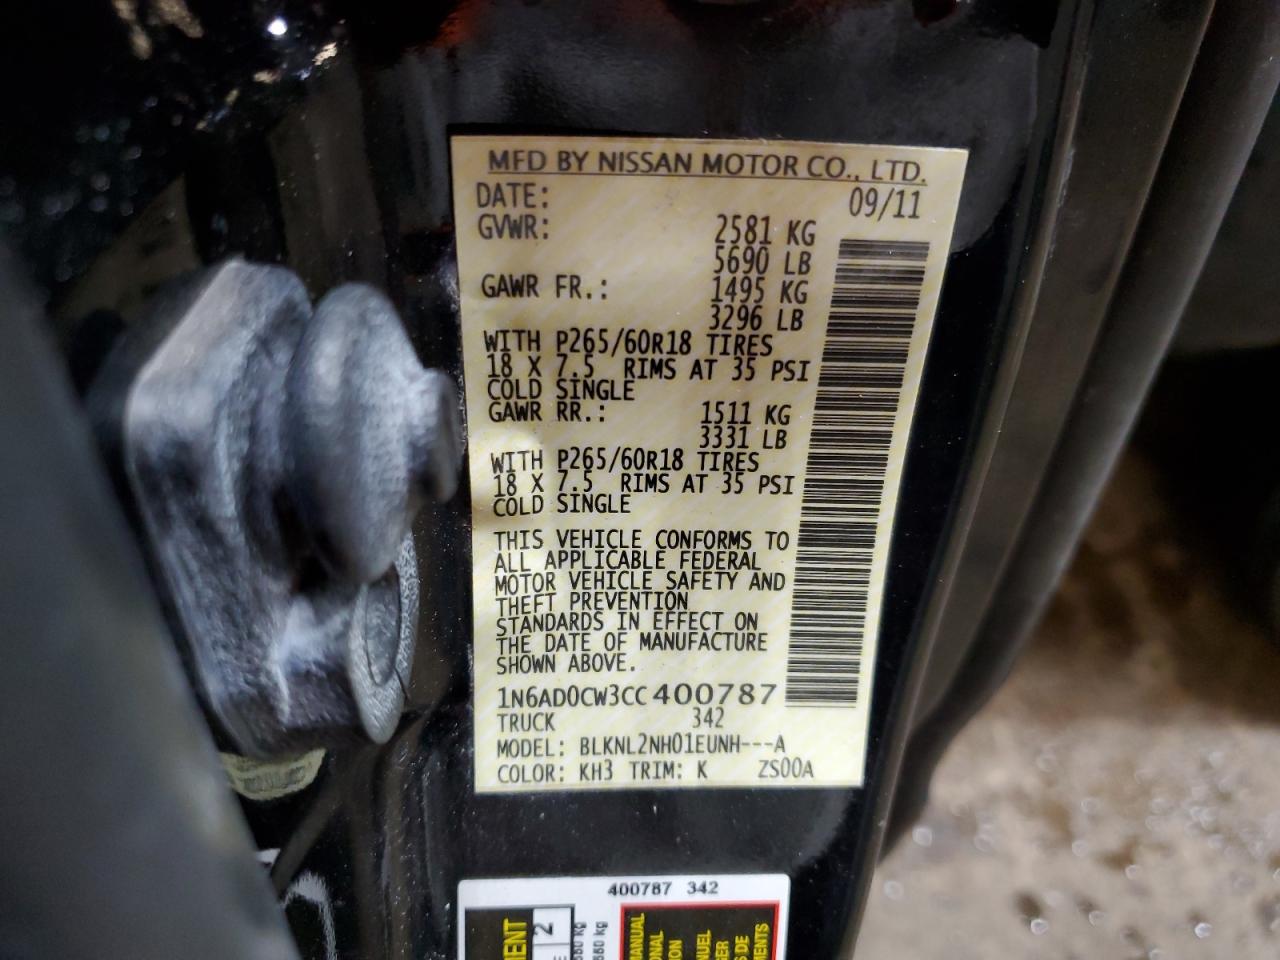 MFD BY NISSAN MOTOR CO., LTD.
DATE: 09/11
GVWR: 2581 KG
5690 LB
GAWR FR.: 1495 KG
3296 LB
WITH P265/60R18 TIRES
18 X 7.5 RIMS AT 35 PSI
COLD SINGLE
GAWR RR.: 1511 KG
3331 LB
WITH P265/60R18 TIRES
18 X 7.5 RIMS AT 35 PSI
COLD SINGLE
THIS VEHICLE CONFORMS TO
ALL APPLICABLE FEDERAL
MOTOR VEHICLE SAFETY AND
THEFT PREVENTION
STANDARDS IN EFFECT ON
THE DATE OF MANUFACTURE
SHOWN ABOVE.
1N6AD0CW3CC400787
TRUCK 342
MODEL: BLKNL2NH01EUNH---A
COLOR: KH3 TRIM: K ZS00A
400787 342
2
MANUAL